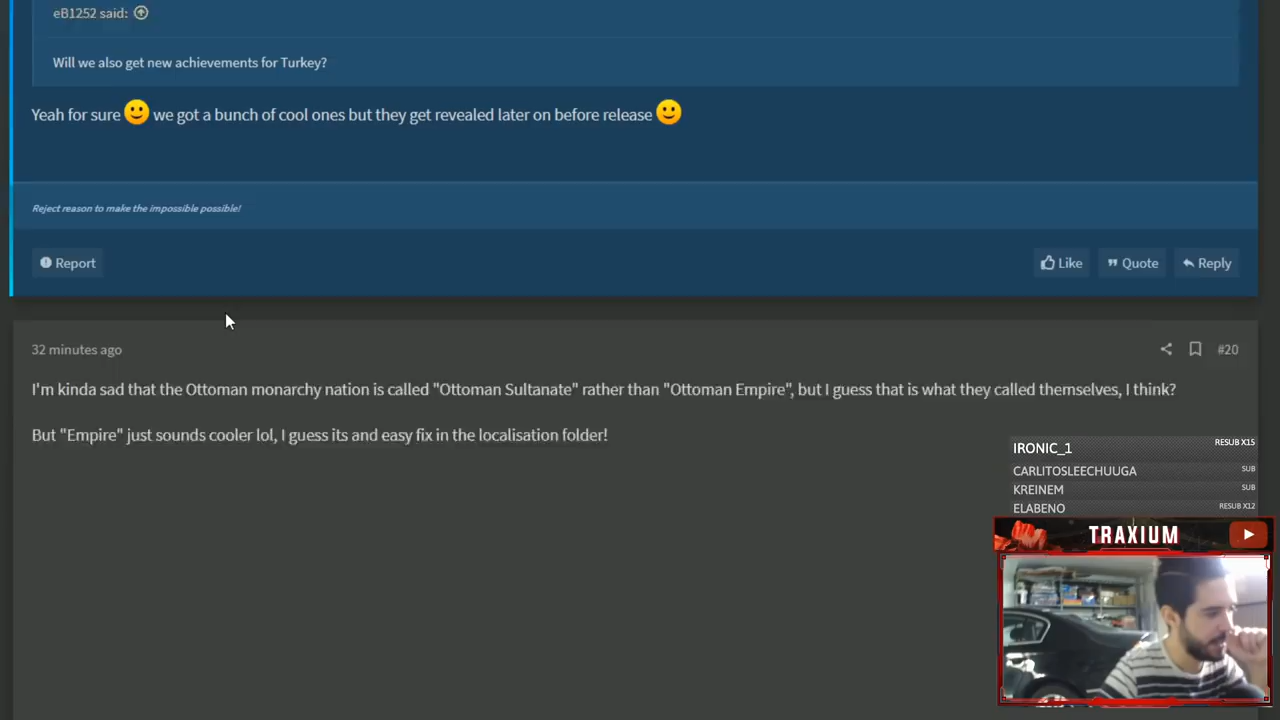 eB1252 said:
Will we also get new achievements for Turkey?
Yeah for sure 🙂 we got a bunch of cool ones but they get revealed later on before release 🙂
Reject reason to make the impossible possible!
Report
Like
Quote
Reply
32 minutes ago
#20
I'm kinda sad that the Ottoman monarchy nation is called "Ottoman Sultanate" rather than "Ottoman Empire", but I guess that is what they called themselves, I think?
But "Empire" just sounds cooler lol, I guess its and easy fix in the localisation folder!
IRONIC_1 RESUB X15
CARLITOSLEECHUUGA SUB
KREINEM SUB
ELABENO RESUB X12
TRAXIUM